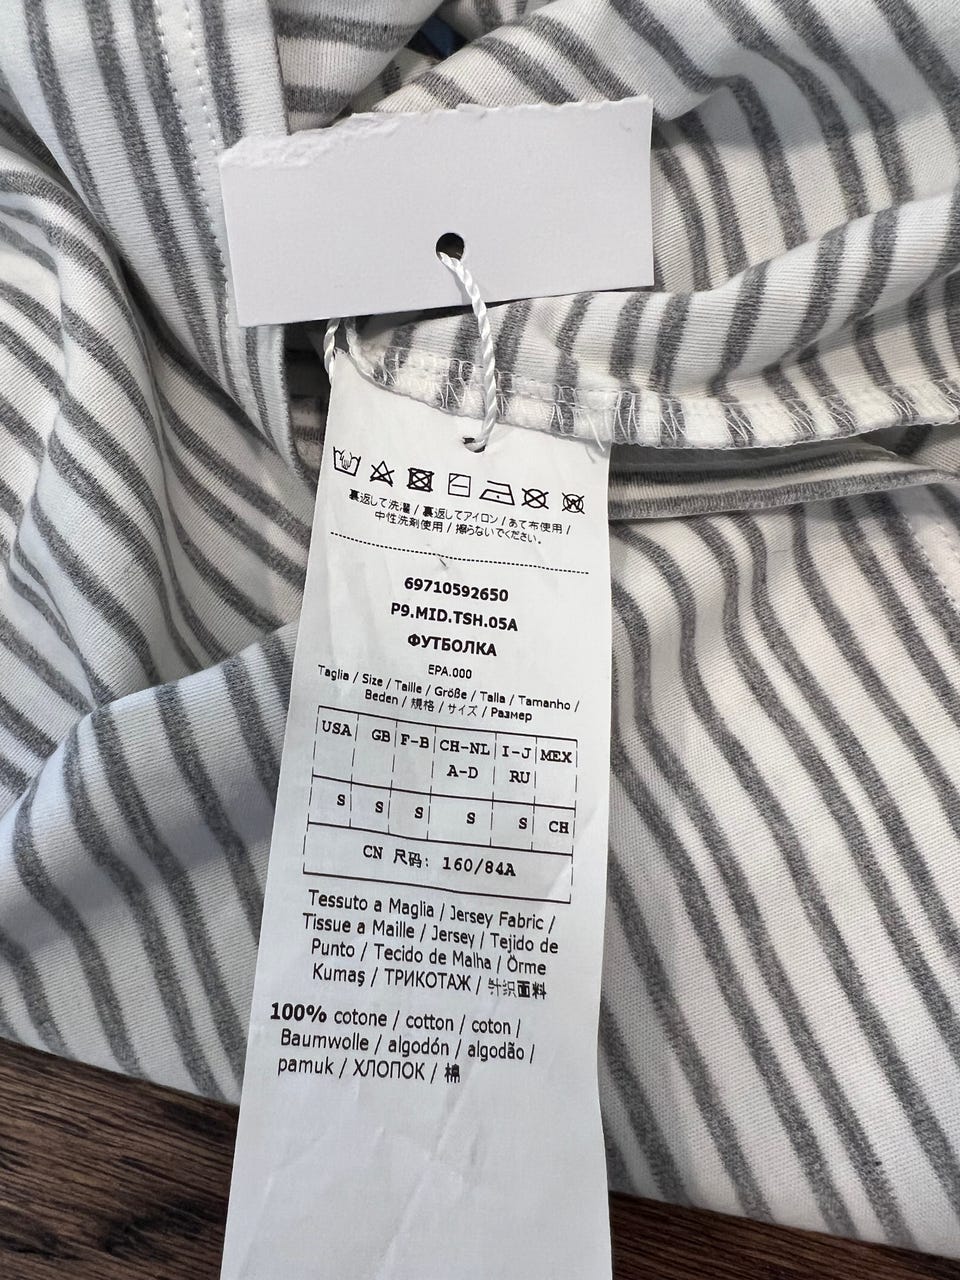 裏返して洗濯 / 裏返してアイロン / あて布使用 /
中性洗剤使用 / 擦らないでください。
69710592650
P9.MID.TSH.05A
ФУТБОЛКА
EPA.000
Taglia / Size / Taille / Größe / Talla / Tamanho /
Beden / 規格 / サイズ / Размер
USA GB F-B CH-NL I-J MEX
A-D RU
S S S S S CH
CN 尺码: 160/84A
Tessuto a Maglia / Jersey Fabric /
Tissue a Maille / Jersey / Tejido de
Punto / Tecido de Malha / Örme
Kumaş / ТРИКОТАЖ / 针织面料
100% cotone / cotton / coton /
Baumwolle / algodón / algodão /
pamuk / ХЛОПОК / 棉